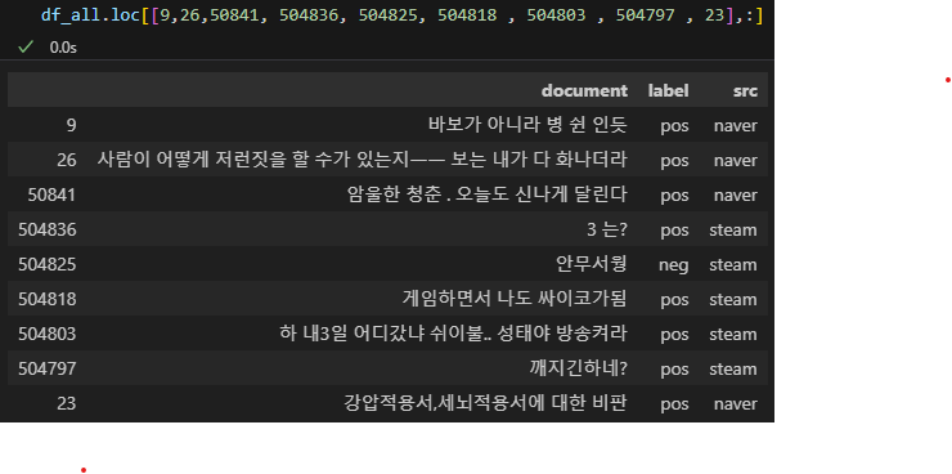 df_all.loc[[9,26,50841, 504836, 504825, 504818 , 504803 , 504797 , 23],:]
✓ 0.0s
document label src
9 바보가 아니라 병 쉰 인듯 pos naver
26 사람이 어떻게 저런짓을 할 수가 있는지ㅡㅡ 보는 내가 다 화나더라 pos naver
50841 암울한 청춘 . 오늘도 신나게 달린다 pos naver
504836 3 는? pos steam
504825 안무서웡 neg steam
504818 게임하면서 나도 싸이코가됨 pos steam
504803 하 내3일 어디갔냐 쉬이불.. 성태야 방송켜라 pos steam
504797 깨지긴하네? pos steam
23 강압적용서,세뇌적용서에 대한 비판 pos naver